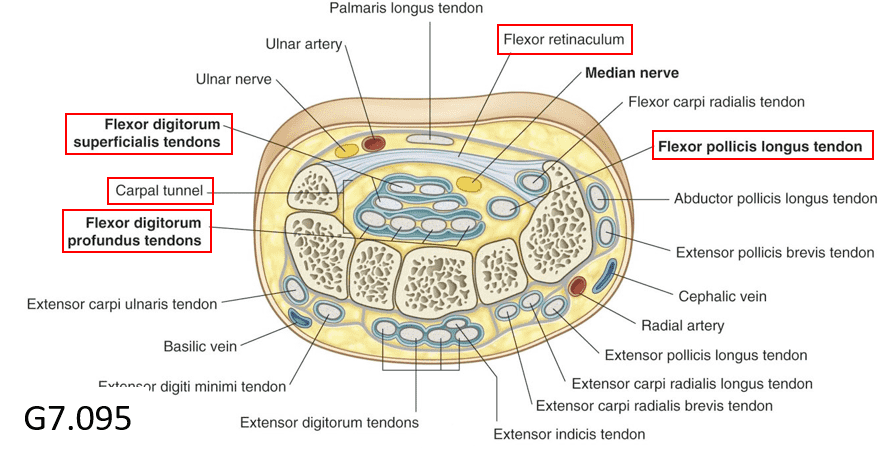 Palmaris longus tendon
Ulnar artery
Flexor retinaculum
Ulnar nerve
Median nerve
Flexor carpi radialis tendon
Flexor digitorum
superficialis tendons
Flexor pollicis longus tendon
Carpal tunnel
Abductor pollicis longus tendon
Flexor digitorum
profundus tendons
Extensor pollicis brevis tendon
Extensor carpi ulnaris tendon
Cephalic vein
Basilic vein
Radial artery
Extensor pollicis longus tendon
Extensor digiti minimi tendon
Extensor carpi radialis longus tendon
Extensor carpi radialis brevis tendon
G7.095
Extensor digitorum tendons
Extensor indicis tendon